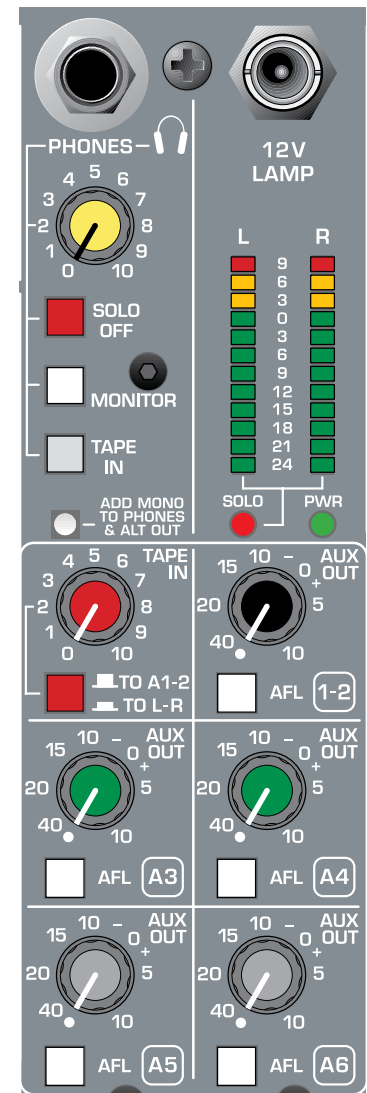 PHONES
12V
LAMP
0 1 2 3 4 5 6 7 8 9 10
SOLO
OFF
MONITOR
TAPE
IN
ADD MONO
TO PHONES
& ALT OUT
L R
9
6
3
0
3
6
9
12
15
18
21
24
SOLO PWR
TAPE
IN
0 1 2 3 4 5 6 7 8 9 10
TO A1-2
TO L-R
AUX
OUT
40 20 15 10 – 0 + 5 10
AFL 1-2
AUX
OUT
40 20 15 10 – 0 + 5 10
AFL A3
AUX
OUT
40 20 15 10 – 0 + 5 10
AFL A4
AUX
OUT
40 20 15 10 – 0 + 5 10
AFL A5
AUX
OUT
40 20 15 10 – 0 + 5 10
AFL A6